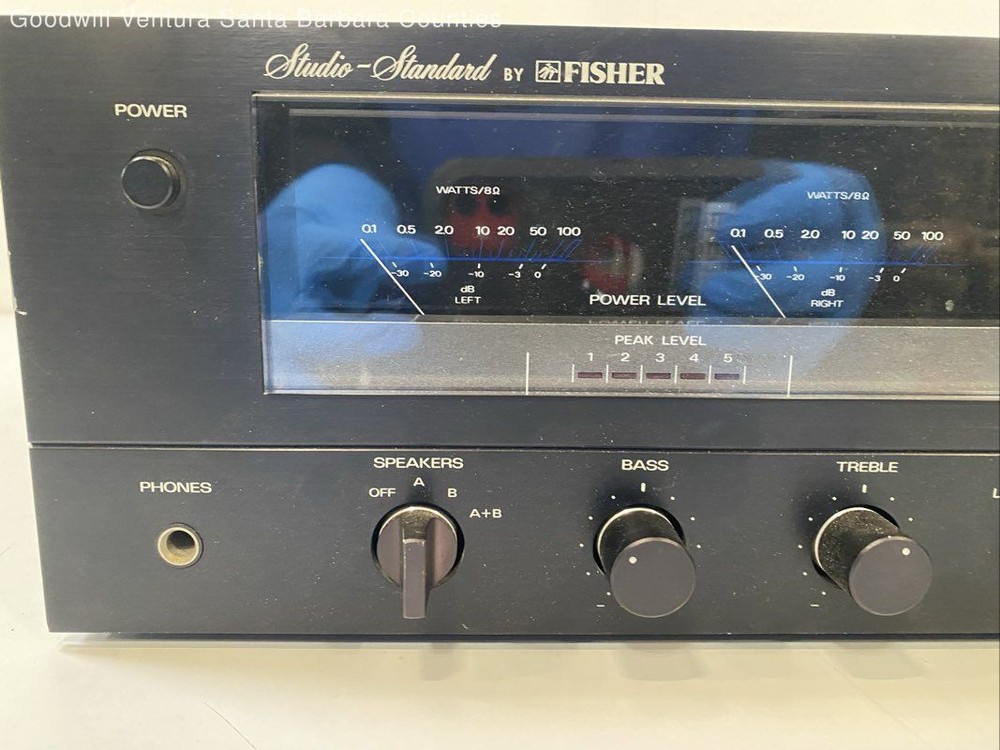 Goodwill Ventura Santa Barbara Counties
Studio-Standard BY FISHER
POWER
WATTS/8Ω
0.1 0.5 2.0 10 20 50 100
-30 -20 -10 -3 0
dB
LEFT
WATTS/8Ω
0.1 0.5 2.0 10 20 50 100
-30 -20 -10 -3 0
dB
RIGHT
POWER LEVEL
PEAK LEVEL
1 2 3 4 5
PHONES
SPEAKERS
OFF A B A+B
BASS
−
TREBLE
−
L